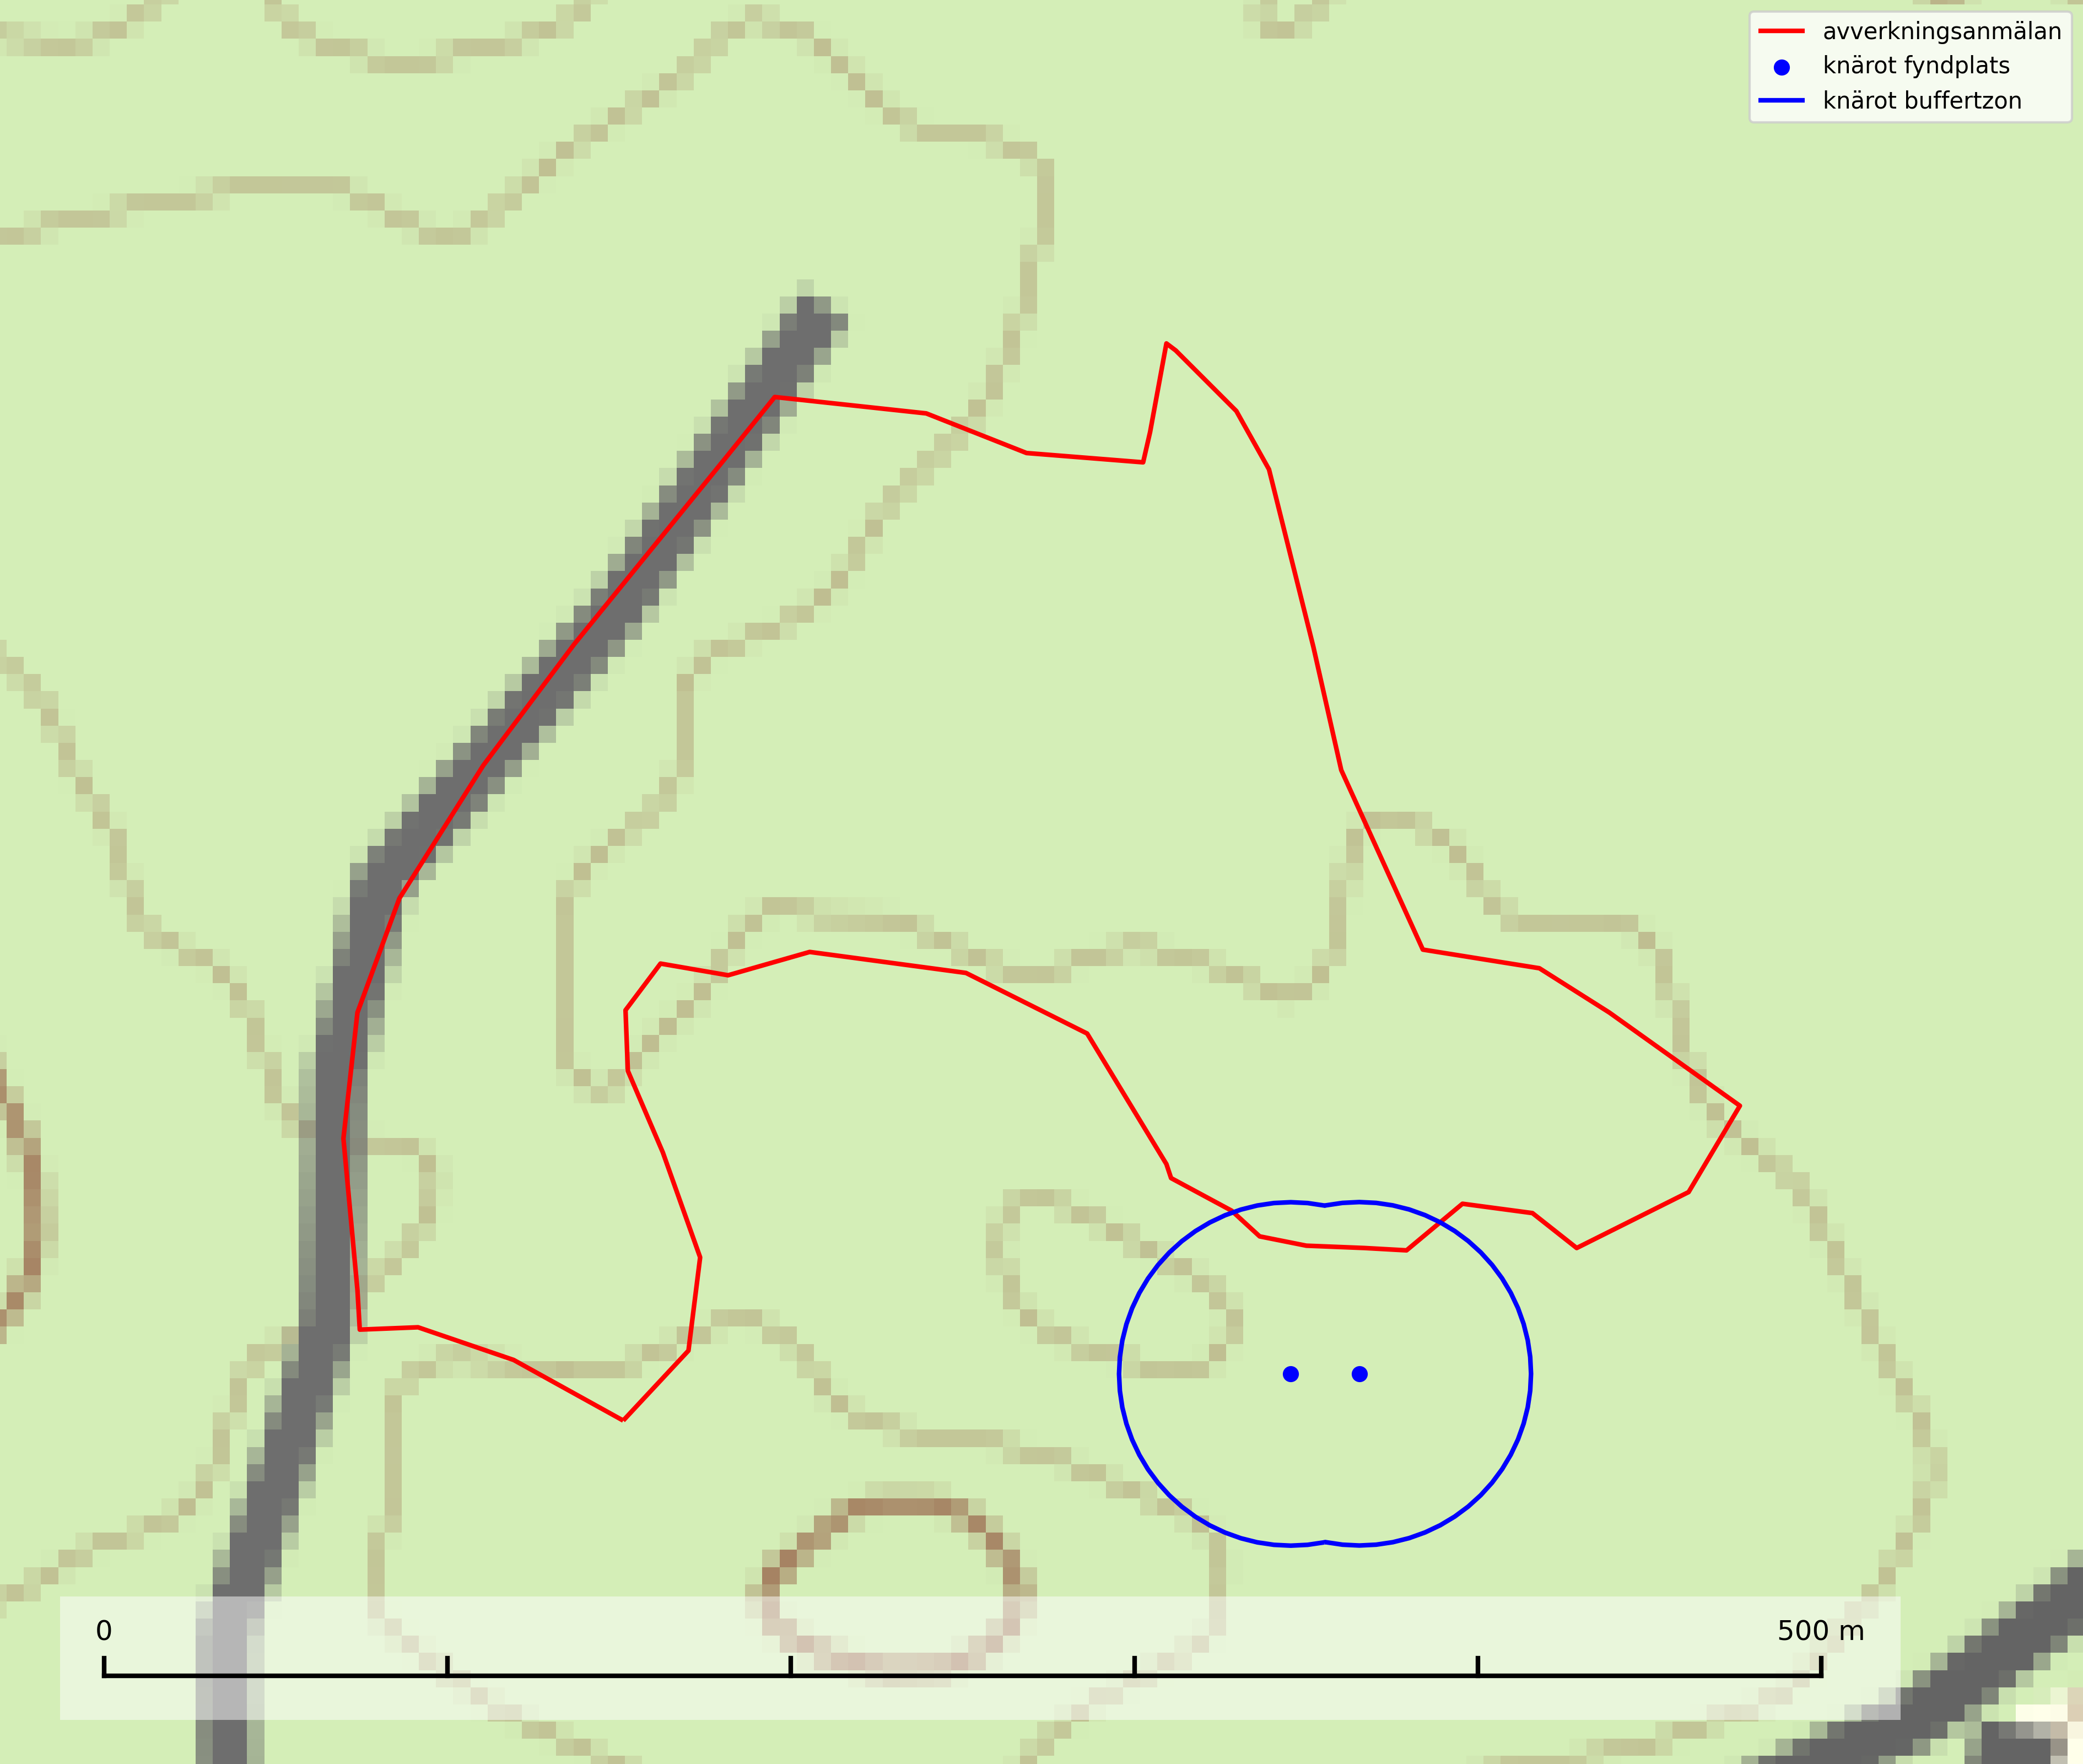 avverkningsanmälan
knärot fyndplats
knärot buffertzon
0
500 m